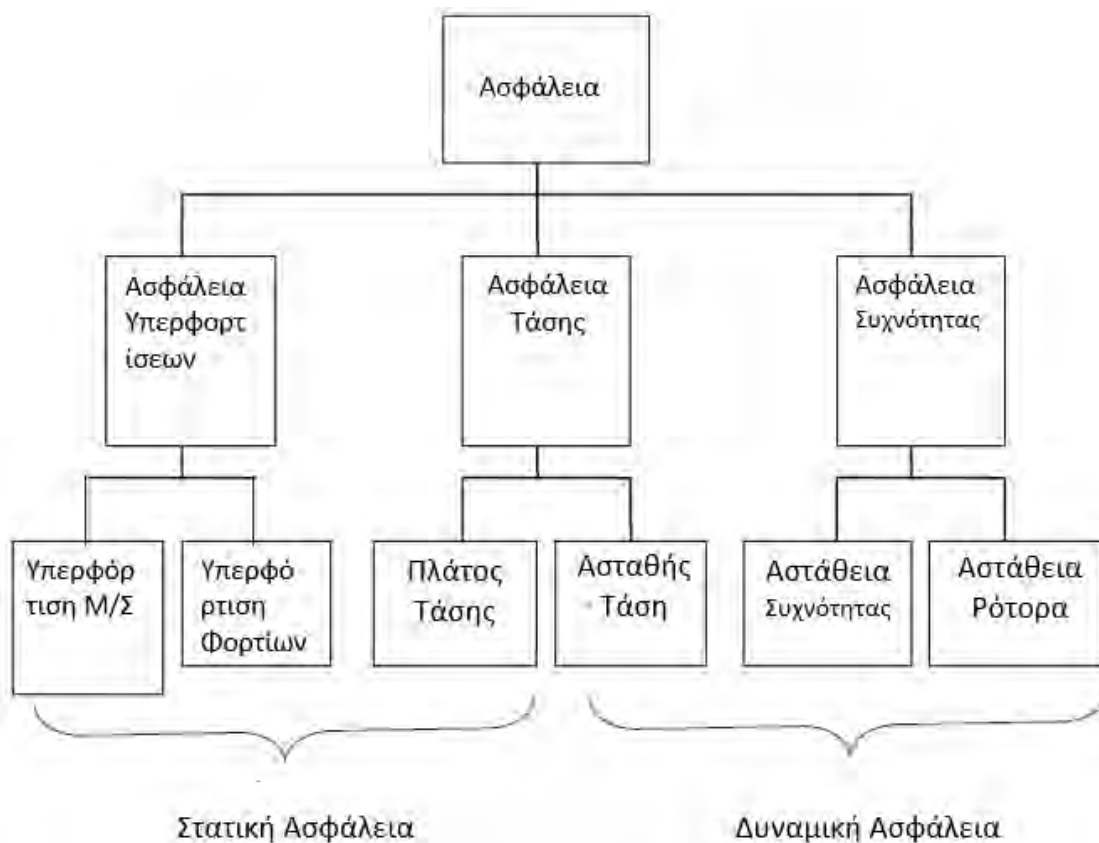 Ασφάλεια
Ασφάλεια
Υπερφορτ
ίσεων
Ασφάλεια
Τάσης
Ασφάλεια
Συχνότητας
Υπερφόρ
τιση Μ/Σ
Υπερφό
ρτιση
Φορτίων
Πλάτος
Τάσης
Ασταθής
Τάση
Αστάθεια
Συχνότητας
Αστάθεια
Ρότορα
Στατική Ασφάλεια
Δυναμική Ασφάλεια